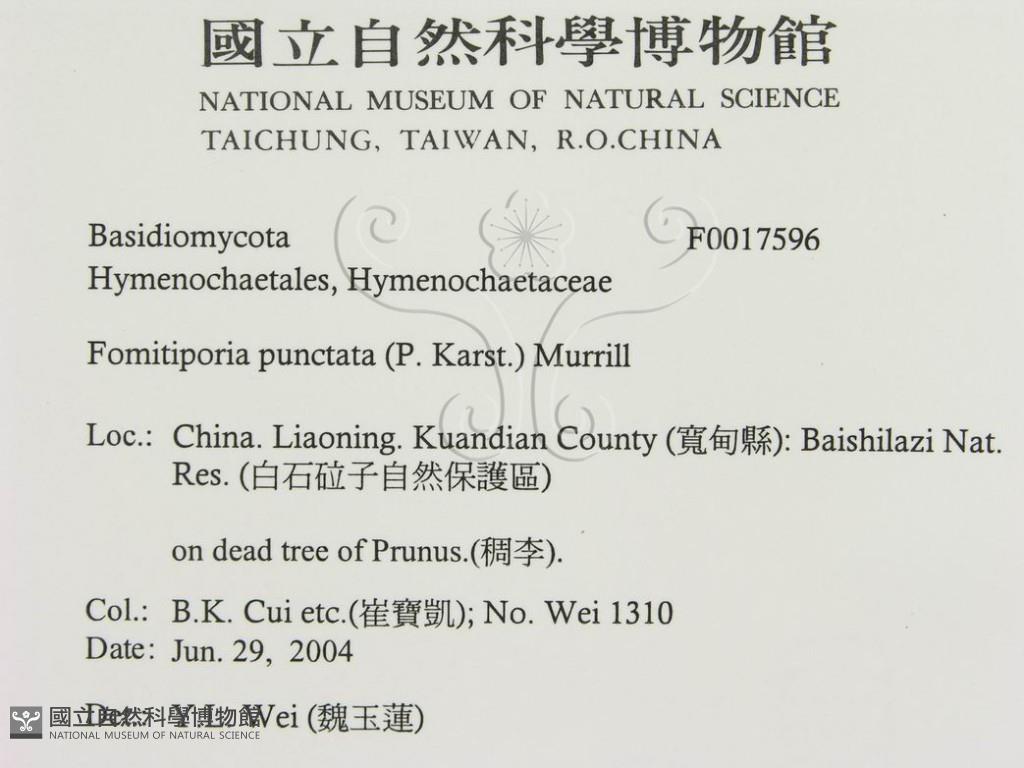 國立自然科學博物館
NATIONAL MUSEUM OF NATURAL SCIENCE
TAICHUNG, TAIWAN, R.O.CHINA
Basidiomycota F0017596
Hymenochaetales, Hymenochaetaceae
Fomitiporia punctata (P. Karst.) Murrill
Loc.: China. Liaoning. Kuandian County (寬甸縣): Baishilazi Nat.
Res. (白石砬子自然保護區)
on dead tree of Prunus.(稠李).
Col.: B.K. Cui etc.(崔寶凱); No. Wei 1310
Date: Jun. 29, 2004
Det.: Y.L. Wei (魏玉蓮)
國立自然科學博物館
NATIONAL MUSEUM OF NATURAL SCIENCE